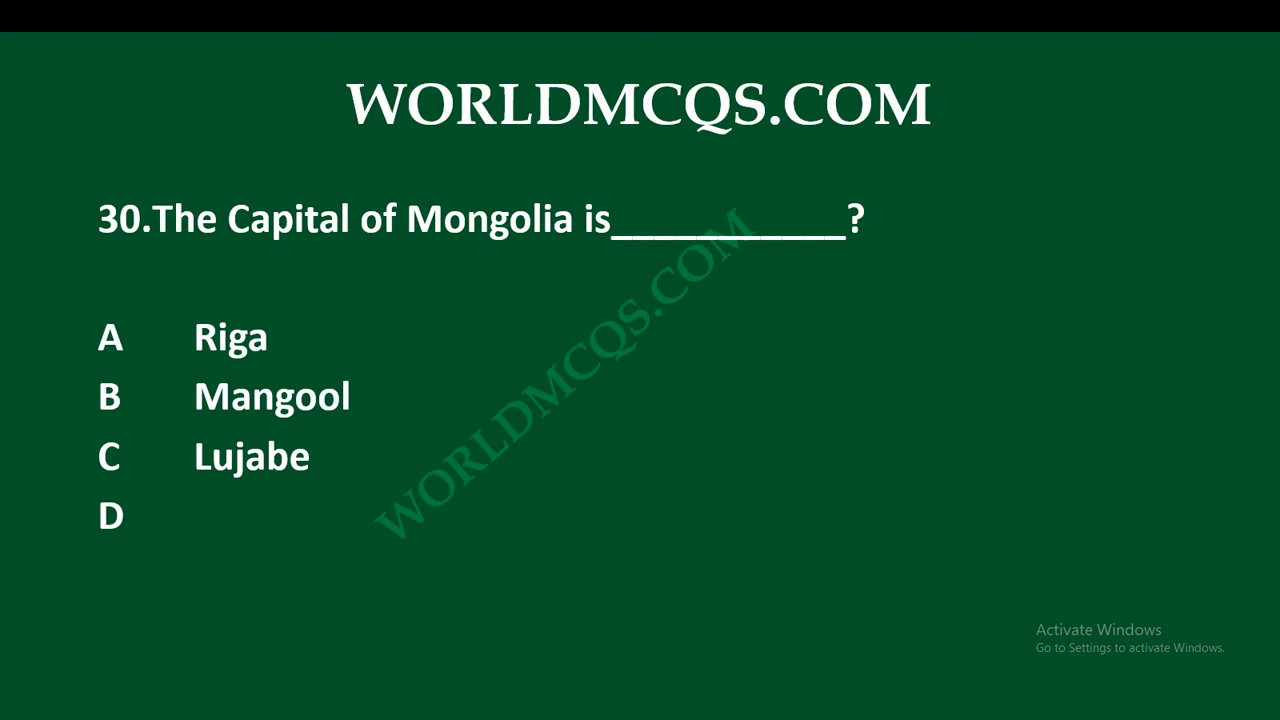 WORLDMCQS.COM
30.The Capital of Mongolia is___________?
A Riga
B Mangool
C Lujabe
D
WORLDMCQS.COM
Activate Windows
Go to Settings to activate Windows.